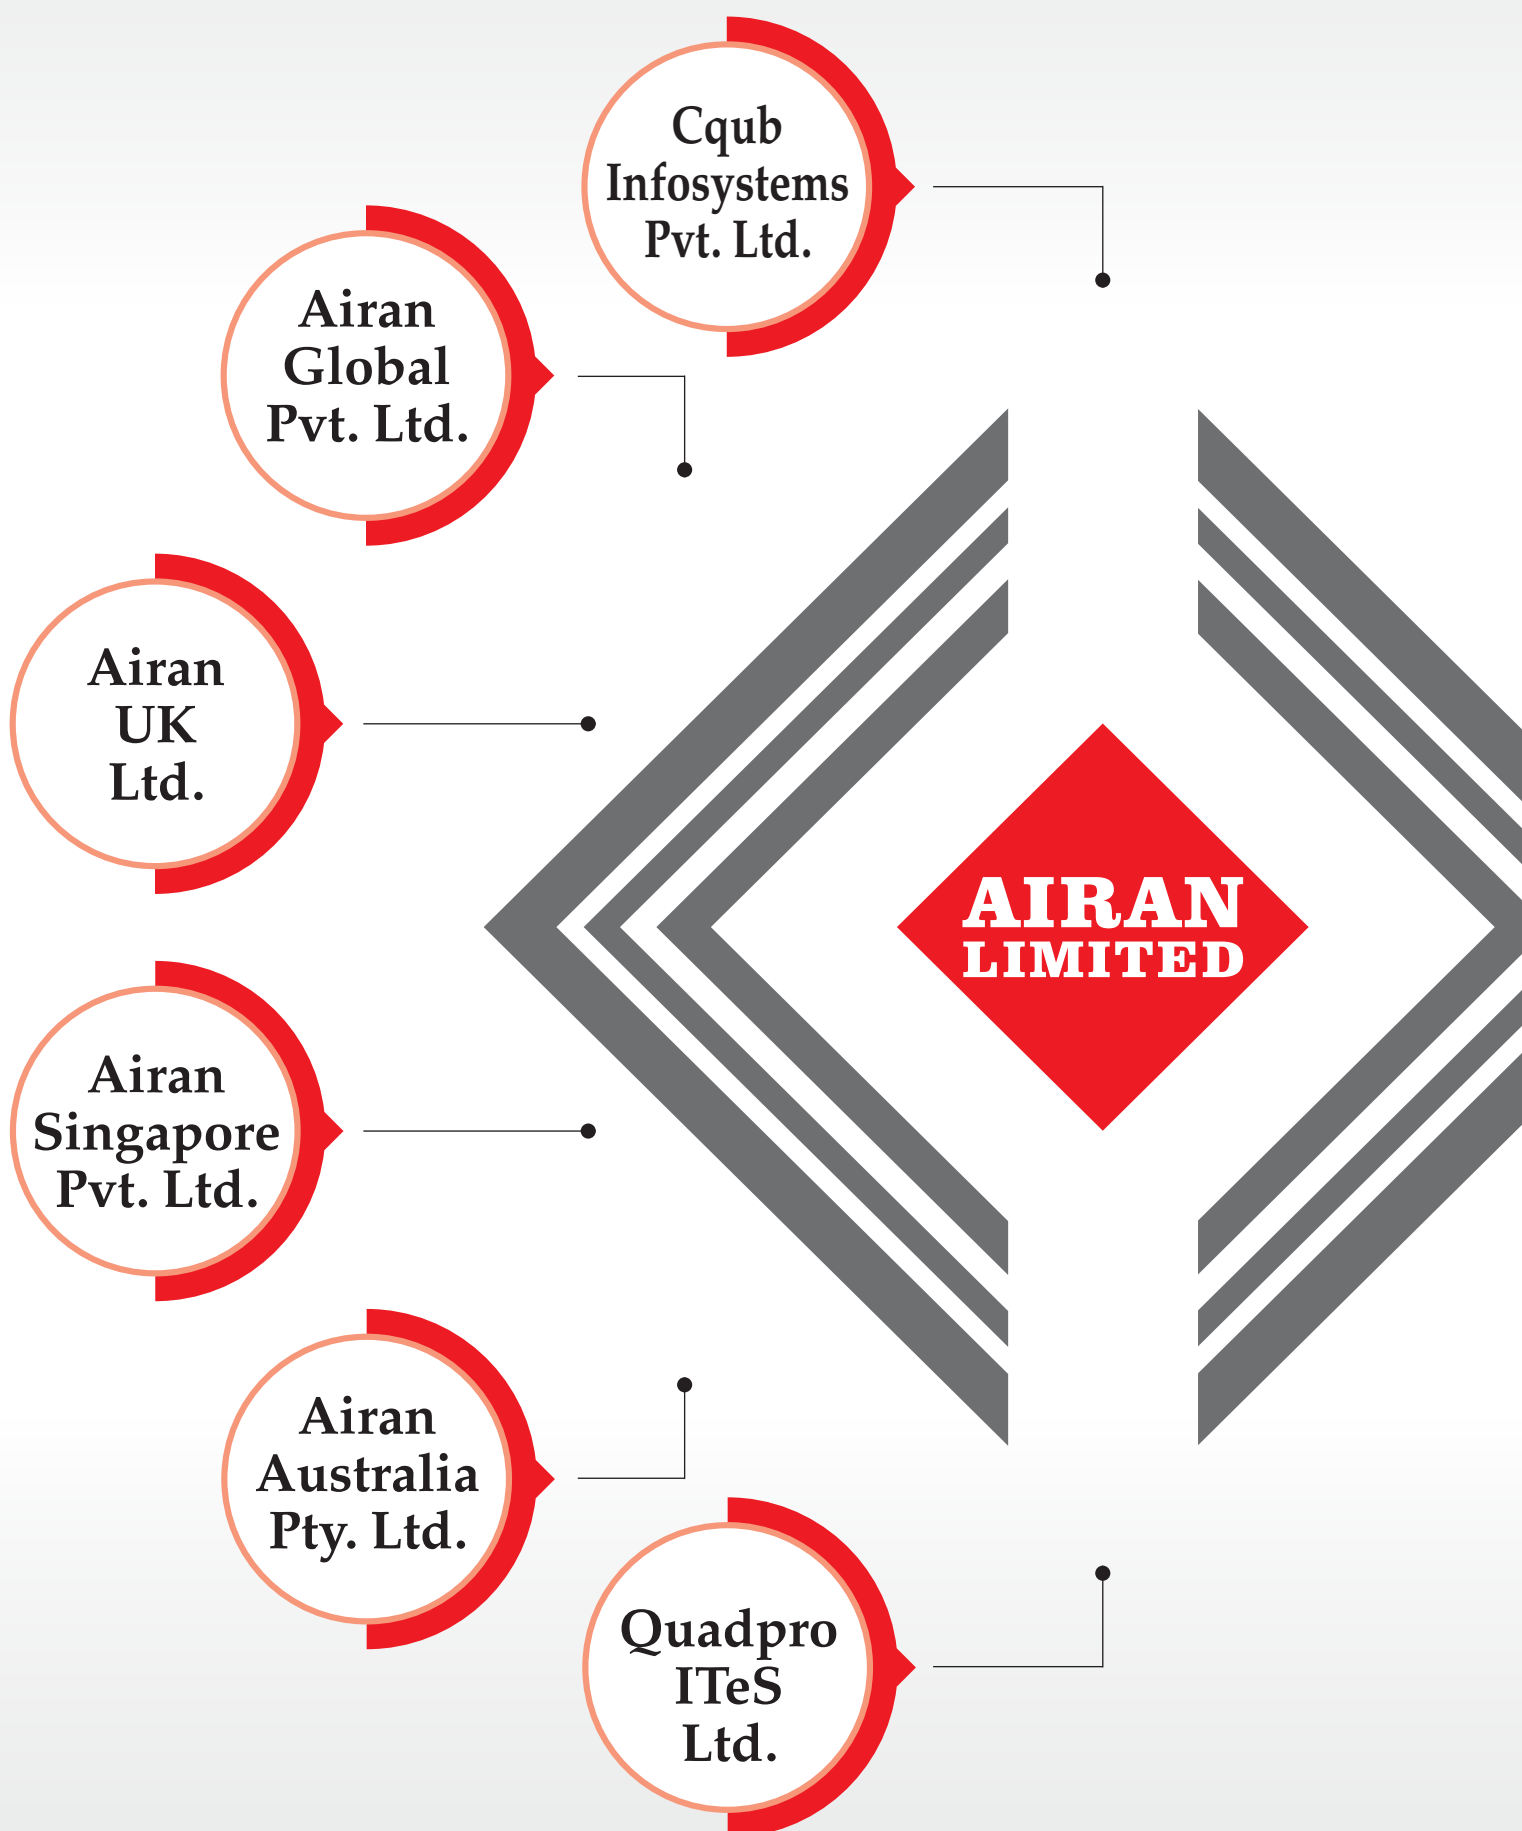 Cqub
Infosystems
Pvt. Ltd.
Airan
Global
Pvt. Ltd.
Airan
UK
Ltd.
AIRAN
LIMITED
Airan
Singapore
Pvt. Ltd.
Airan
Australia
Pty. Ltd.
Quadpro
ITeS
Ltd.